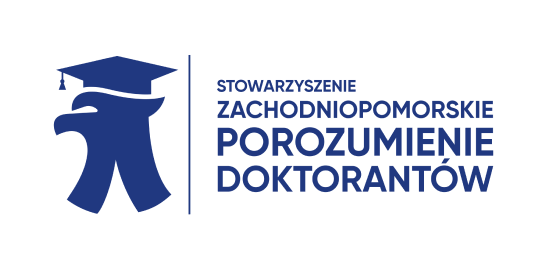 STOWARZYSZENIE
ZACHODNIOPOMORSKIE
POROZUMIENIE
DOKTORANTÓW